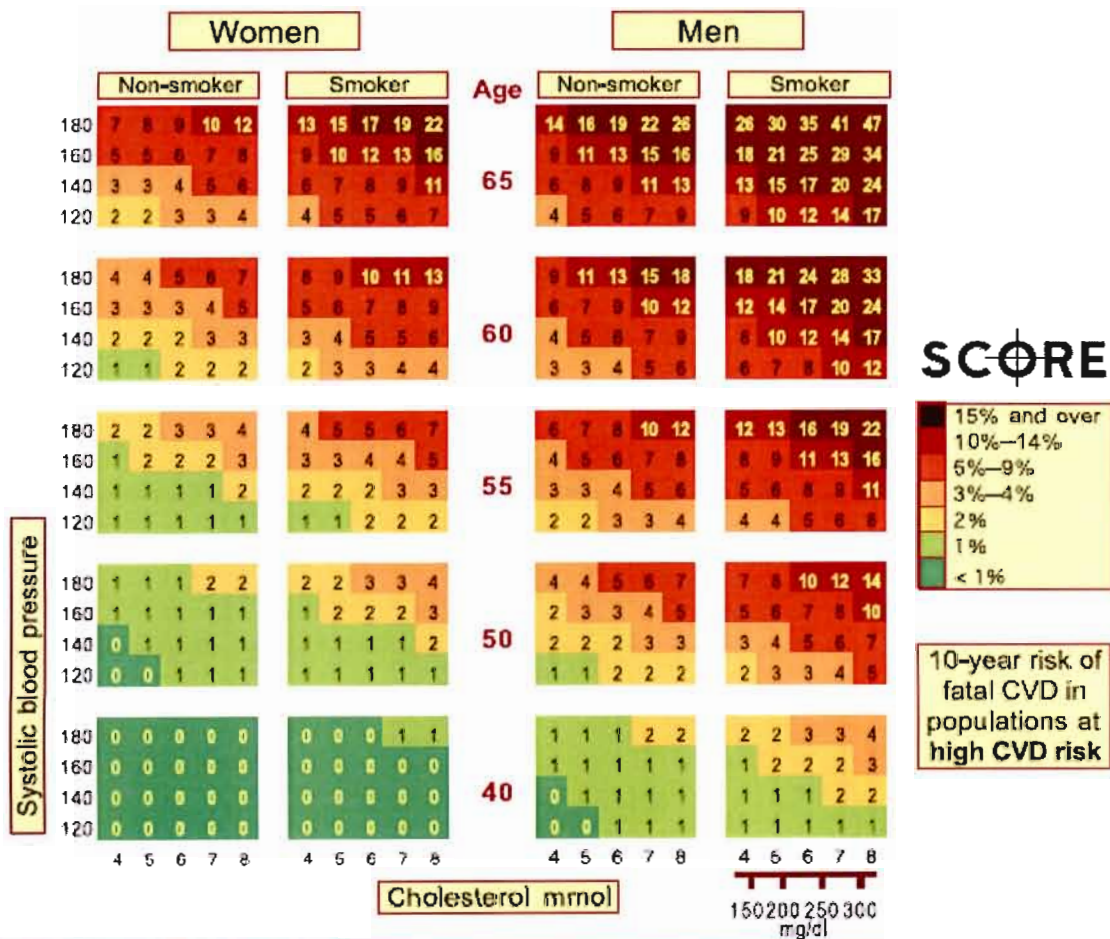 Women Men
Non-smoker Smoker Age Non-smoker Smoker
180 7 8 9 10 12 13 15 17 19 22 14 16 19 22 26 26 30 35 41 47
160 5 5 6 7 8 9 10 12 13 16 9 11 13 15 16 18 21 25 29 34
140 3 3 4 5 6 6 7 8 9 11 65 6 8 9 11 13 13 15 17 20 24
120 2 2 3 3 4 4 5 5 6 7 4 5 6 7 9 9 10 12 14 17
180 4 4 5 6 7 8 9 10 11 13 9 11 13 15 18 18 21 24 28 33
160 3 3 3 4 5 5 6 7 8 9 6 7 9 10 12 12 14 17 20 24
140 2 2 2 3 3 3 4 5 5 6 60 4 5 6 7 9 8 10 12 14 17
120 1 1 2 2 2 2 3 3 4 4 3 3 4 5 6 6 7 8 10 12
180 2 2 3 3 4 4 5 5 6 7 6 7 8 10 12 12 13 16 19 22
160 1 2 2 2 3 3 3 4 4 5 4 5 6 7 8 8 9 11 13 16
140 1 1 1 1 2 2 2 2 3 3 55 3 3 4 5 6 5 6 8 9 11
120 1 1 1 1 1 1 1 2 2 2 2 2 3 3 4 4 4 5 6 8
180 1 1 1 2 2 2 2 3 3 4 4 4 5 6 7 7 8 10 12 14
160 1 1 1 1 1 1 2 2 2 3 2 3 3 4 5 5 6 7 8 10
140 0 1 1 1 1 1 1 1 1 2 50 2 2 2 3 3 3 4 5 6 7
120 0 0 1 1 1 1 1 1 1 1 1 1 2 2 2 2 3 3 4 5
180 0 0 0 0 0 0 0 0 1 1 1 1 1 2 2 2 2 3 3 4
160 0 0 0 0 0 0 0 0 0 0 1 1 1 1 1 1 2 2 2 3
140 0 0 0 0 0 0 0 0 0 0 40 0 1 1 1 1 1 1 1 2 2
120 0 0 0 0 0 0 0 0 0 0 0 0 1 1 1 1 1 1 1 1
4 5 6 7 8 4 5 6 7 8 4 5 6 7 8 4 5 6 7 8
Systolic blood pressure
Cholesterol mmol
150 200 250 300
mg/dl
SCORE
15% and over
10%–14%
5%–9%
3%–4%
2%
1%
< 1%
10-year risk of
fatal CVD in
populations at
high CVD risk